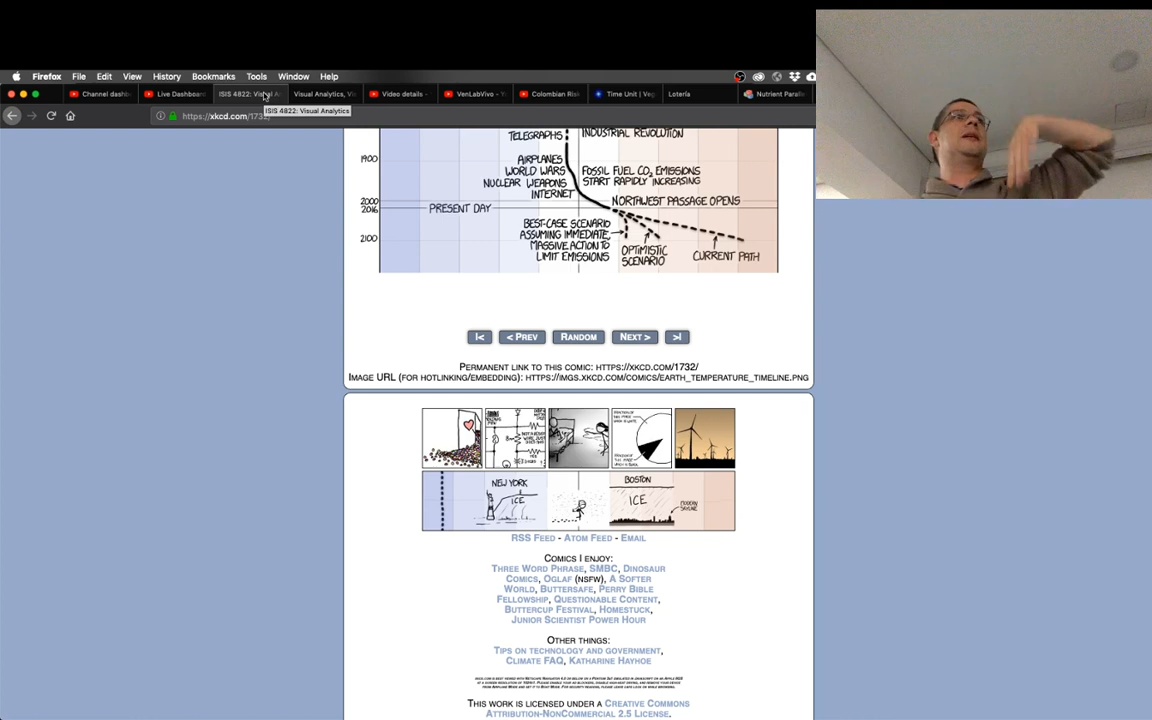 Firefox File Edit View History Bookmarks Tools Window Help
Channel dashb Live Dashboard ISIS 4822: Visual A Visual Analytics, Vi Video details - VenLabVivo - Yo Colombian Ris Time Unit | Veg Lotería Nutrient Parall
ISIS 4822: Visual Analytics
https://xkcd.com/1732/
TELEGRAPHS INDUSTRIAL REVOLUTION
1900
AIRPLANES
WORLD WARS
NUCLEAR WEAPONS
INTERNET
FOSSIL FUEL CO2 EMISSIONS
START RAPIDLY INCREASING
2000
NORTHWEST PASSAGE OPENS
2016
PRESENT DAY
BEST-CASE SCENARIO
ASSUMING IMMEDIATE,
MASSIVE ACTION TO
LIMIT EMISSIONS
2100
OPTIMISTIC
SCENARIO
CURRENT PATH
|< < PREV RANDOM NEXT > >|
PERMANENT LINK TO THIS COMIC: HTTPS://XKCD.COM/1732/
IMAGE URL (FOR HOTLINKING/EMBEDDING): HTTPS://IMGS.XKCD.COM/COMICS/EARTH_TEMPERATURE_TIMELINE.PNG
NEW YORK
ICE
BOSTON
ICE
MODERN
SKYLINE
RSS FEED - ATOM FEED - EMAIL
COMICS I ENJOY:
THREE WORD PHRASE, SMBC, DINOSAUR
COMICS, OGLAF (NSFW), A SOFTER
WORLD, BUTTERSAFE, PERRY BIBLE
FELLOWSHIP, QUESTIONABLE CONTENT,
BUTTERCUP FESTIVAL, HOMESTUCK,
JUNIOR SCIENTIST POWER HOUR
OTHER THINGS:
TIPS ON TECHNOLOGY AND GOVERNMENT,
CLIMATE FAQ, KATHARINE HAYHOE
THIS WORK IS LICENSED UNDER A CREATIVE COMMONS
ATTRIBUTION-NONCOMMERCIAL 2.5 LICENSE.